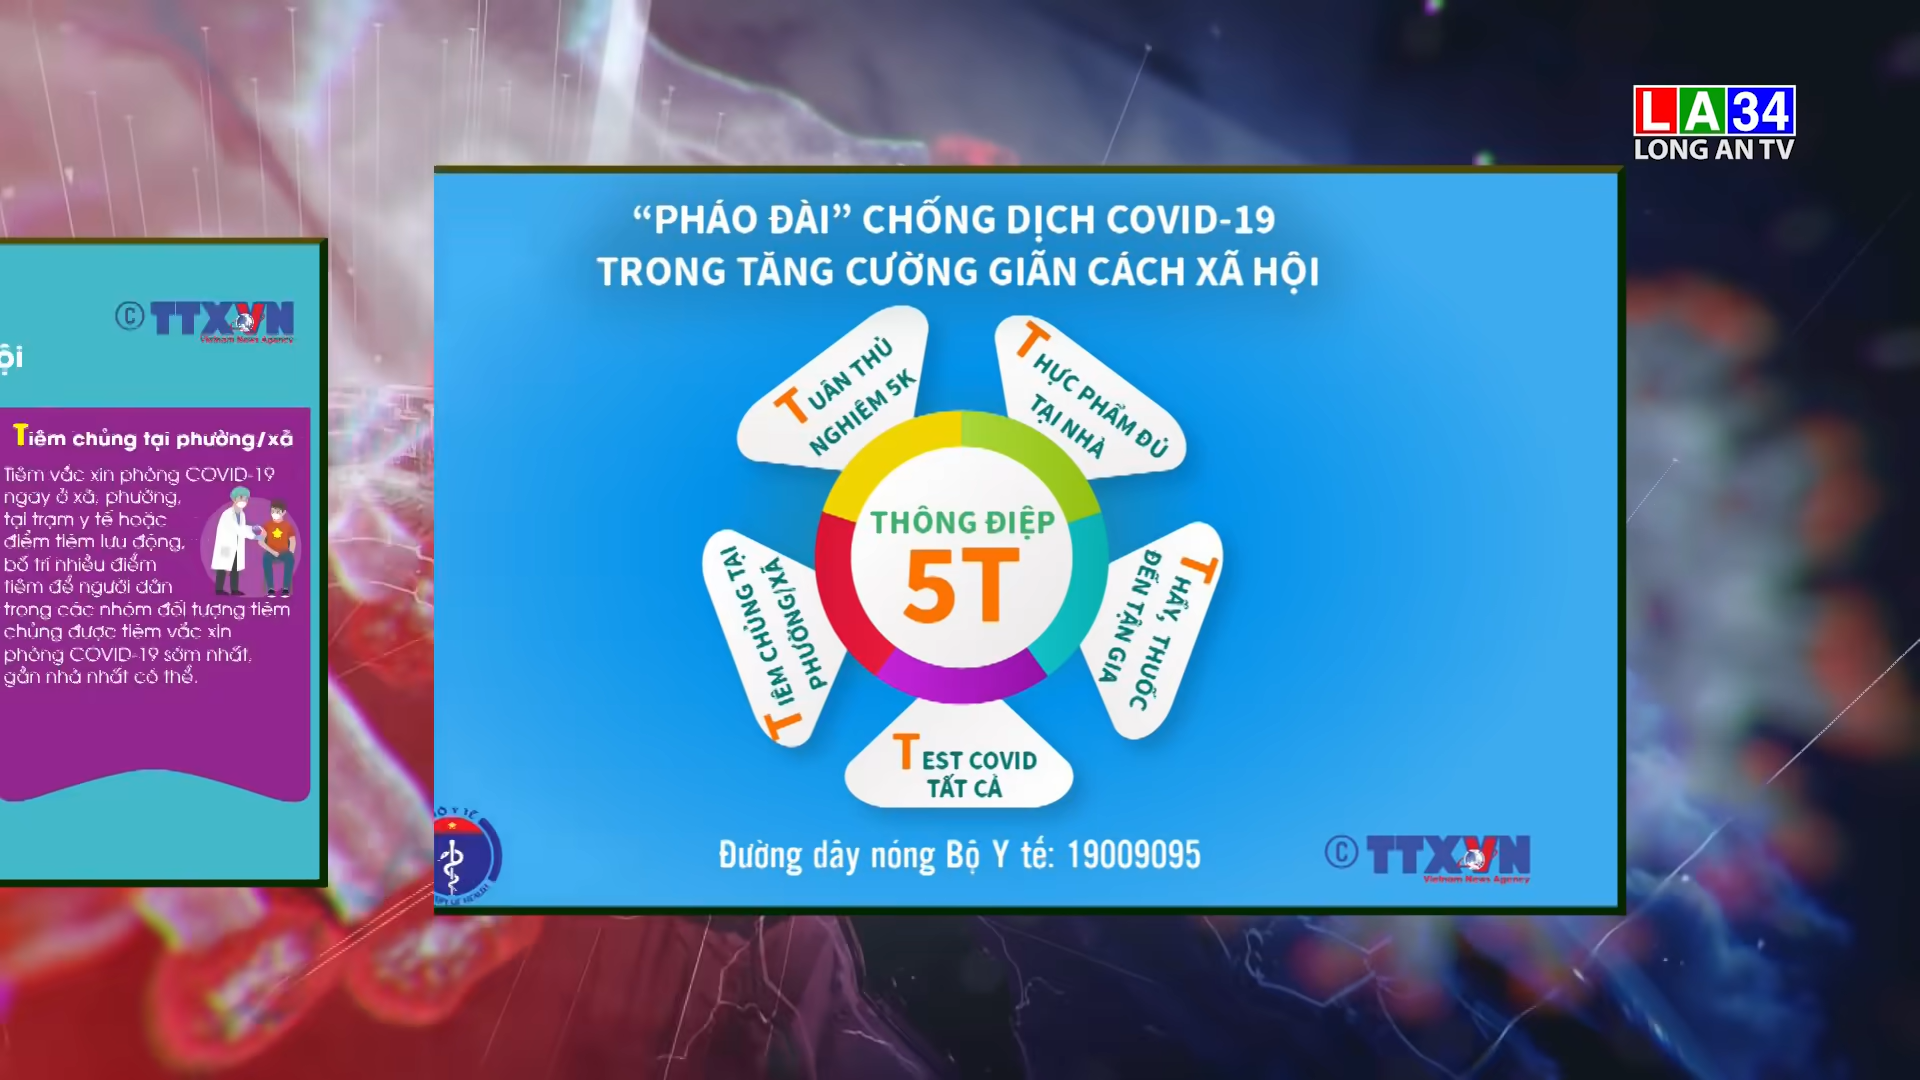 LA34
LONG AN TV
ội
© TTXVN
Vietnam News Agency
Tiêm chủng tại phường/xã
Tiêm vắc xin phòng COVID-19
ngay ở xã, phường,
tại trạm y tế hoặc
điểm tiêm lưu động,
bố trí nhiều điểm
tiêm để người dân
trong các nhóm đối tượng tiêm
chủng được tiêm vắc xin
phòng COVID-19 sớm nhất,
gần nhà nhất có thể.
“PHÁO ĐÀI” CHỐNG DỊCH COVID-19
TRONG TĂNG CƯỜNG GIÃN CÁCH XÃ HỘI
TUÂN THỦ
NGHIÊM 5K
THỰC PHẨM ĐỦ
TẠI NHÀ
THÔNG ĐIỆP
5T
TIÊM CHỦNG TẠI
PHƯỜNG/XÃ
THẦY, THUỐC
ĐẾN TẬN GIA
TEST COVID
TẤT CẢ
Đường dây nóng Bộ Y tế: 19009095
© TTXVN
Vietnam News Agency